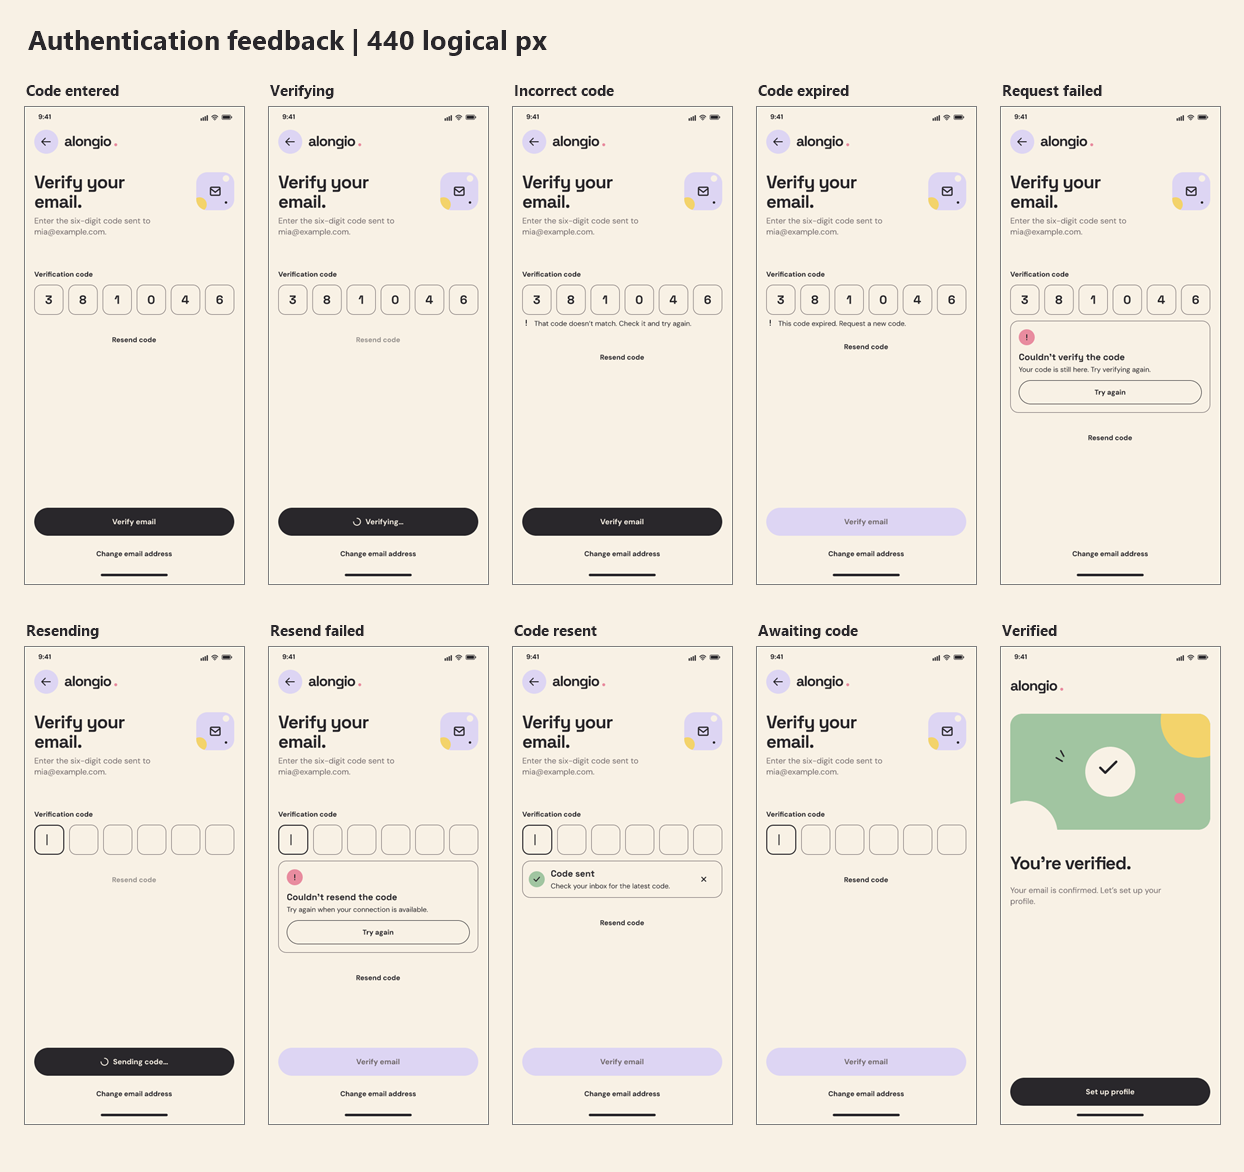 Authentication feedback | 440 logical px
Code entered
9:41
alongio.
Verify your
email.
Enter the six-digit code sent to
mia@example.com.
Verification code
3 8 1 0 4 6
Resend code
Verify email
Change email address
Verifying
9:41
alongio.
Verify your
email.
Enter the six-digit code sent to
mia@example.com.
Verification code
3 8 1 0 4 6
Resend code
Verifying...
Change email address
Incorrect code
9:41
alongio.
Verify your
email.
Enter the six-digit code sent to
mia@example.com.
Verification code
3 8 1 0 4 6
! That code doesn't match. Check it and try again.
Resend code
Verify email
Change email address
Code expired
9:41
alongio.
Verify your
email.
Enter the six-digit code sent to
mia@example.com.
Verification code
3 8 1 0 4 6
! This code expired. Request a new code.
Resend code
Verify email
Change email address
Request failed
9:41
alongio.
Verify your
email.
Enter the six-digit code sent to
mia@example.com.
Verification code
3 8 1 0 4 6
!
Couldn't verify the code
Your code is still here. Try verifying again.
Try again
Resend code
Change email address
Resending
9:41
alongio.
Verify your
email.
Enter the six-digit code sent to
mia@example.com.
Verification code
Resend code
Sending code...
Change email address
Resend failed
9:41
alongio.
Verify your
email.
Enter the six-digit code sent to
mia@example.com.
Verification code
!
Couldn't resend the code
Try again when your connection is available.
Try again
Resend code
Verify email
Change email address
Code resent
9:41
alongio.
Verify your
email.
Enter the six-digit code sent to
mia@example.com.
Verification code
Code sent
Check your inbox for the latest code.
Resend code
Verify email
Change email address
Awaiting code
9:41
alongio.
Verify your
email.
Enter the six-digit code sent to
mia@example.com.
Verification code
Resend code
Verify email
Change email address
Verified
9:41
alongio.
You're verified.
Your email is confirmed. Let's set up your
profile.
Set up profile